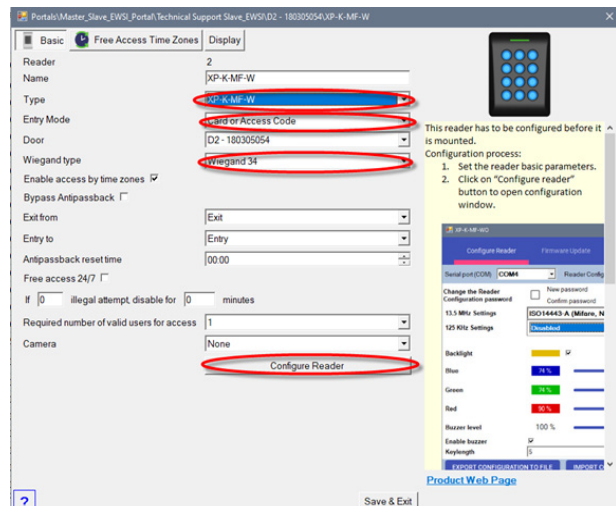 Portals\Master_Slave_EWSI_Portal\Technical Support Slave_EWSI\D2 - 180305054\XP-K-MF-W
Basic Free Access Time Zones Display
Reader 2
Name XP-K-MF-W
Type XP-K-MF-W
Entry Mode Card or Access Code
Door D2 - 180305054
Wiegand type Wiegand 34
Enable access by time zones
Bypass Antipassback
Exit from Exit
Entry to Entry
Antipassback reset time 00:00
Free access 24/7
If 0 illegal attempt, disable for 0 minutes
Required number of valid users for access 1
Camera None
Configure Reader
This reader has to be configured before it
is mounted.
Configuration process:
1. Set the reader basic parameters.
2. Click on "Configure reader"
button to open configuration
window.
XP-K-MF-WO
Configure Reader Firmware Update
Serial port (COM) COM4 Reader Config
Change the Reader
Configuration password
New password
Confirm password
13.5 MHz Settings ISO14443-A (Mifare, N
125 KHz Settings Disabled
Backlight
Blue 74 %
Green 74 %
Red 90 %
Buzzer level 100 %
Enable buzzer
Keylength 5
EXPORT CONFIGURATION TO FILE IMPORT C
Product Web Page
? Save & Exit